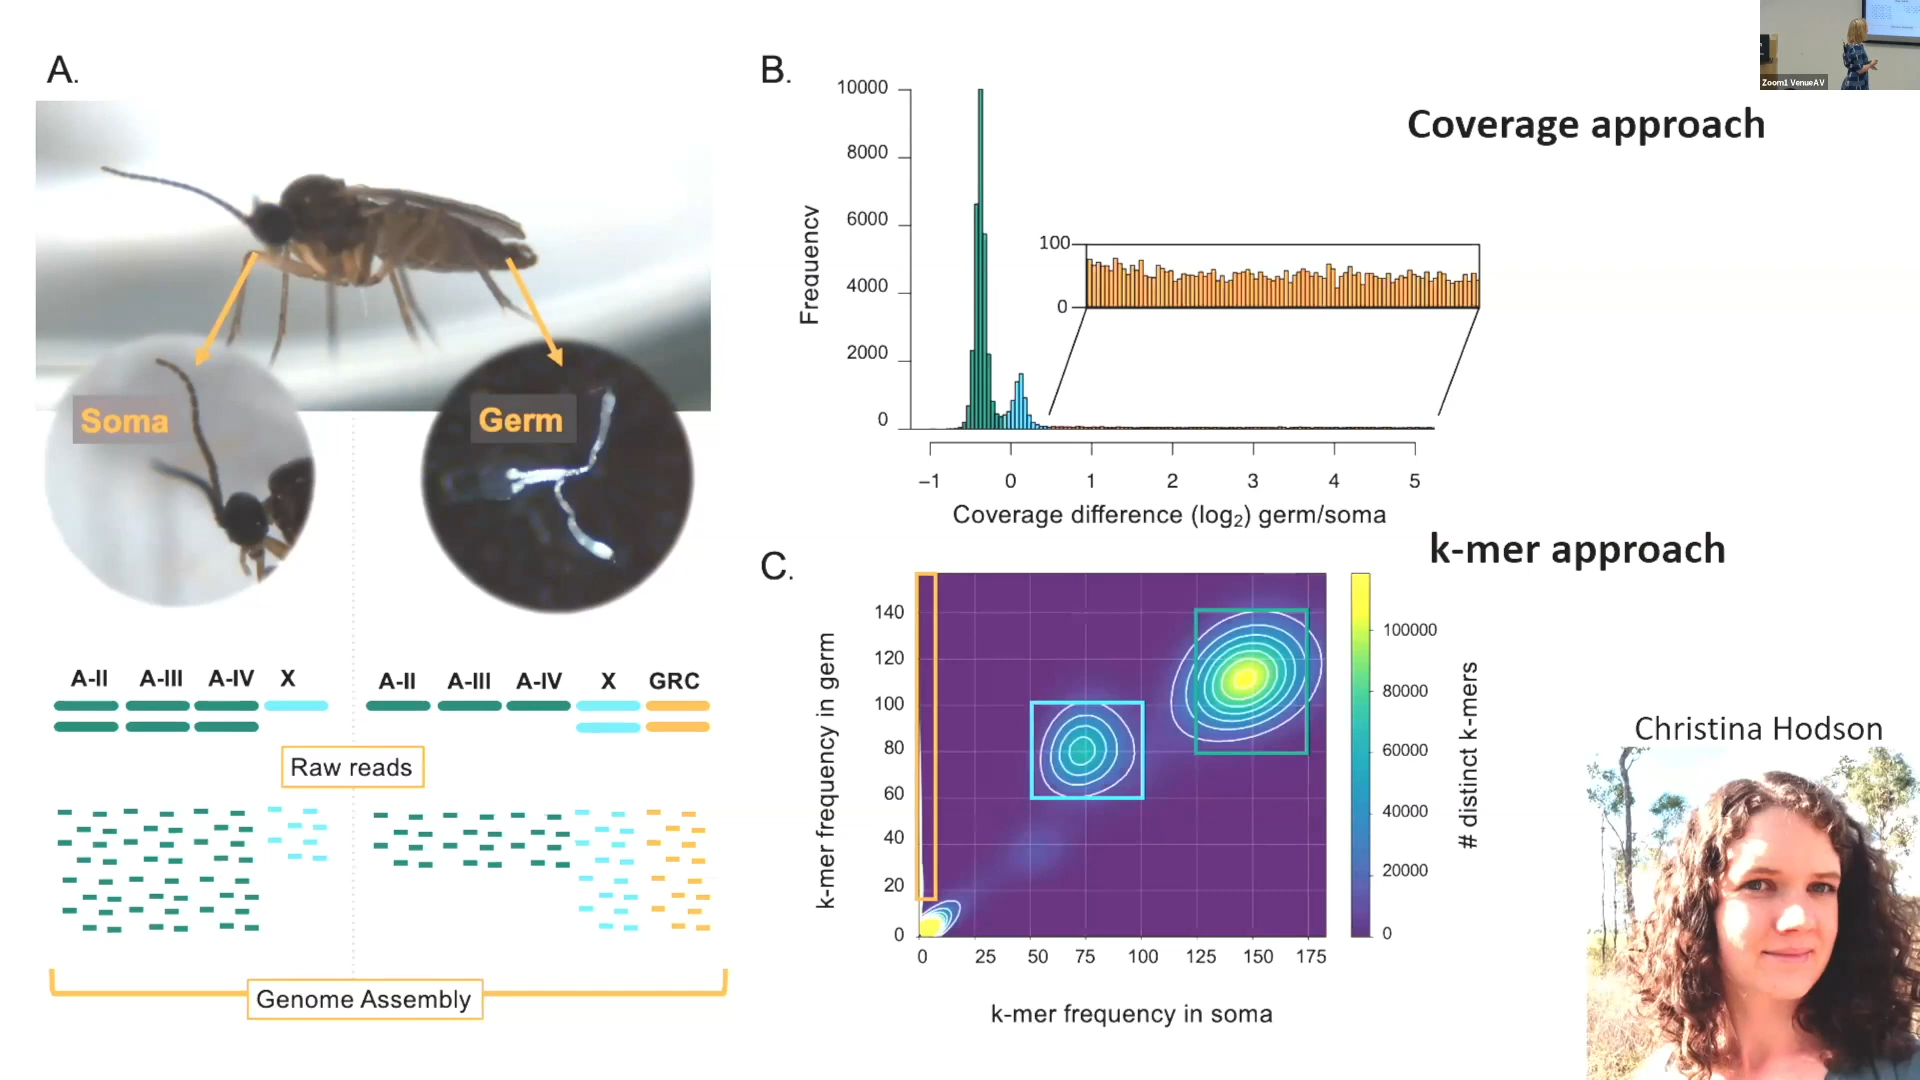 A.
Soma
Germ
A-II A-III A-IV X
A-II A-III A-IV X GRC
Raw reads
Genome Assembly
B.
Coverage approach
10000
8000
6000
4000
2000
0
Frequency
100
0
−1 0 1 2 3 4 5
Coverage difference (log₂) germ/soma
k-mer approach
C.
140
120
100
80
60
40
20
0
k-mer frequency in germ
0 25 50 75 100 125 150 175
k-mer frequency in soma
100000
80000
60000
40000
20000
0
# distinct k-mers
Christina Hodson
Zoom1 VenueAV